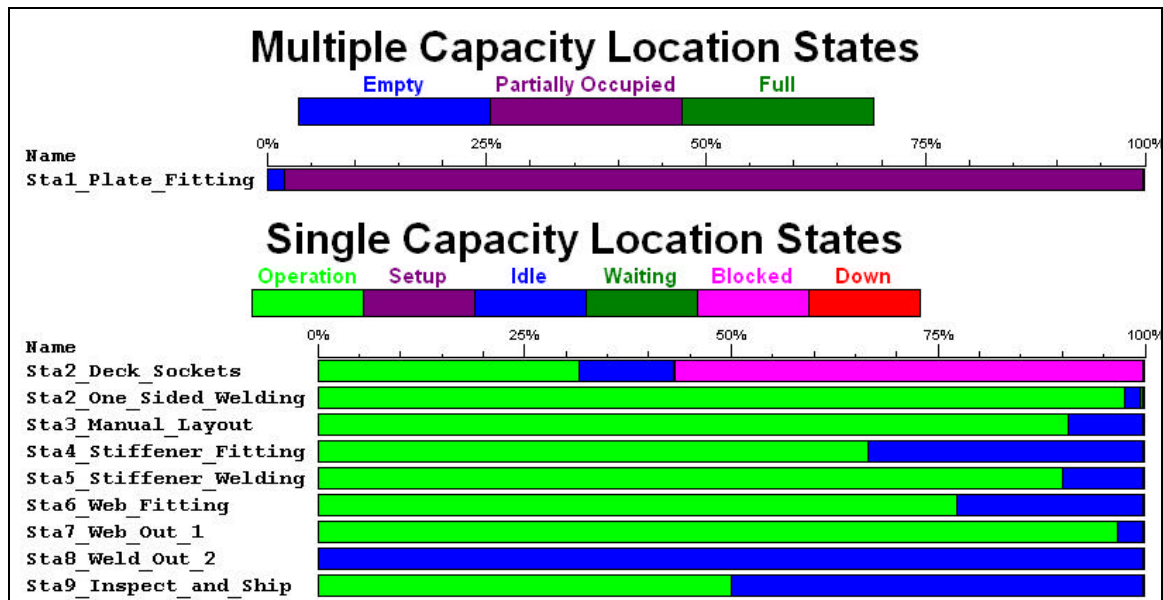 Multiple Capacity Location States
Empty Partially Occupied Full
0% 25% 50% 75% 100%
Name
Sta1_Plate_Fitting
Single Capacity Location States
Operation Setup Idle Waiting Blocked Down
0% 25% 50% 75% 100%
Name
Sta2_Deck_Sockets
Sta2_One_Sided_Welding
Sta3_Manual_Layout
Sta4_Stiffener_Fitting
Sta5_Stiffener_Welding
Sta6_Web_Fitting
Sta7_Web_Out_1
Sta8_Weld_Out_2
Sta9_Inspect_and_Ship